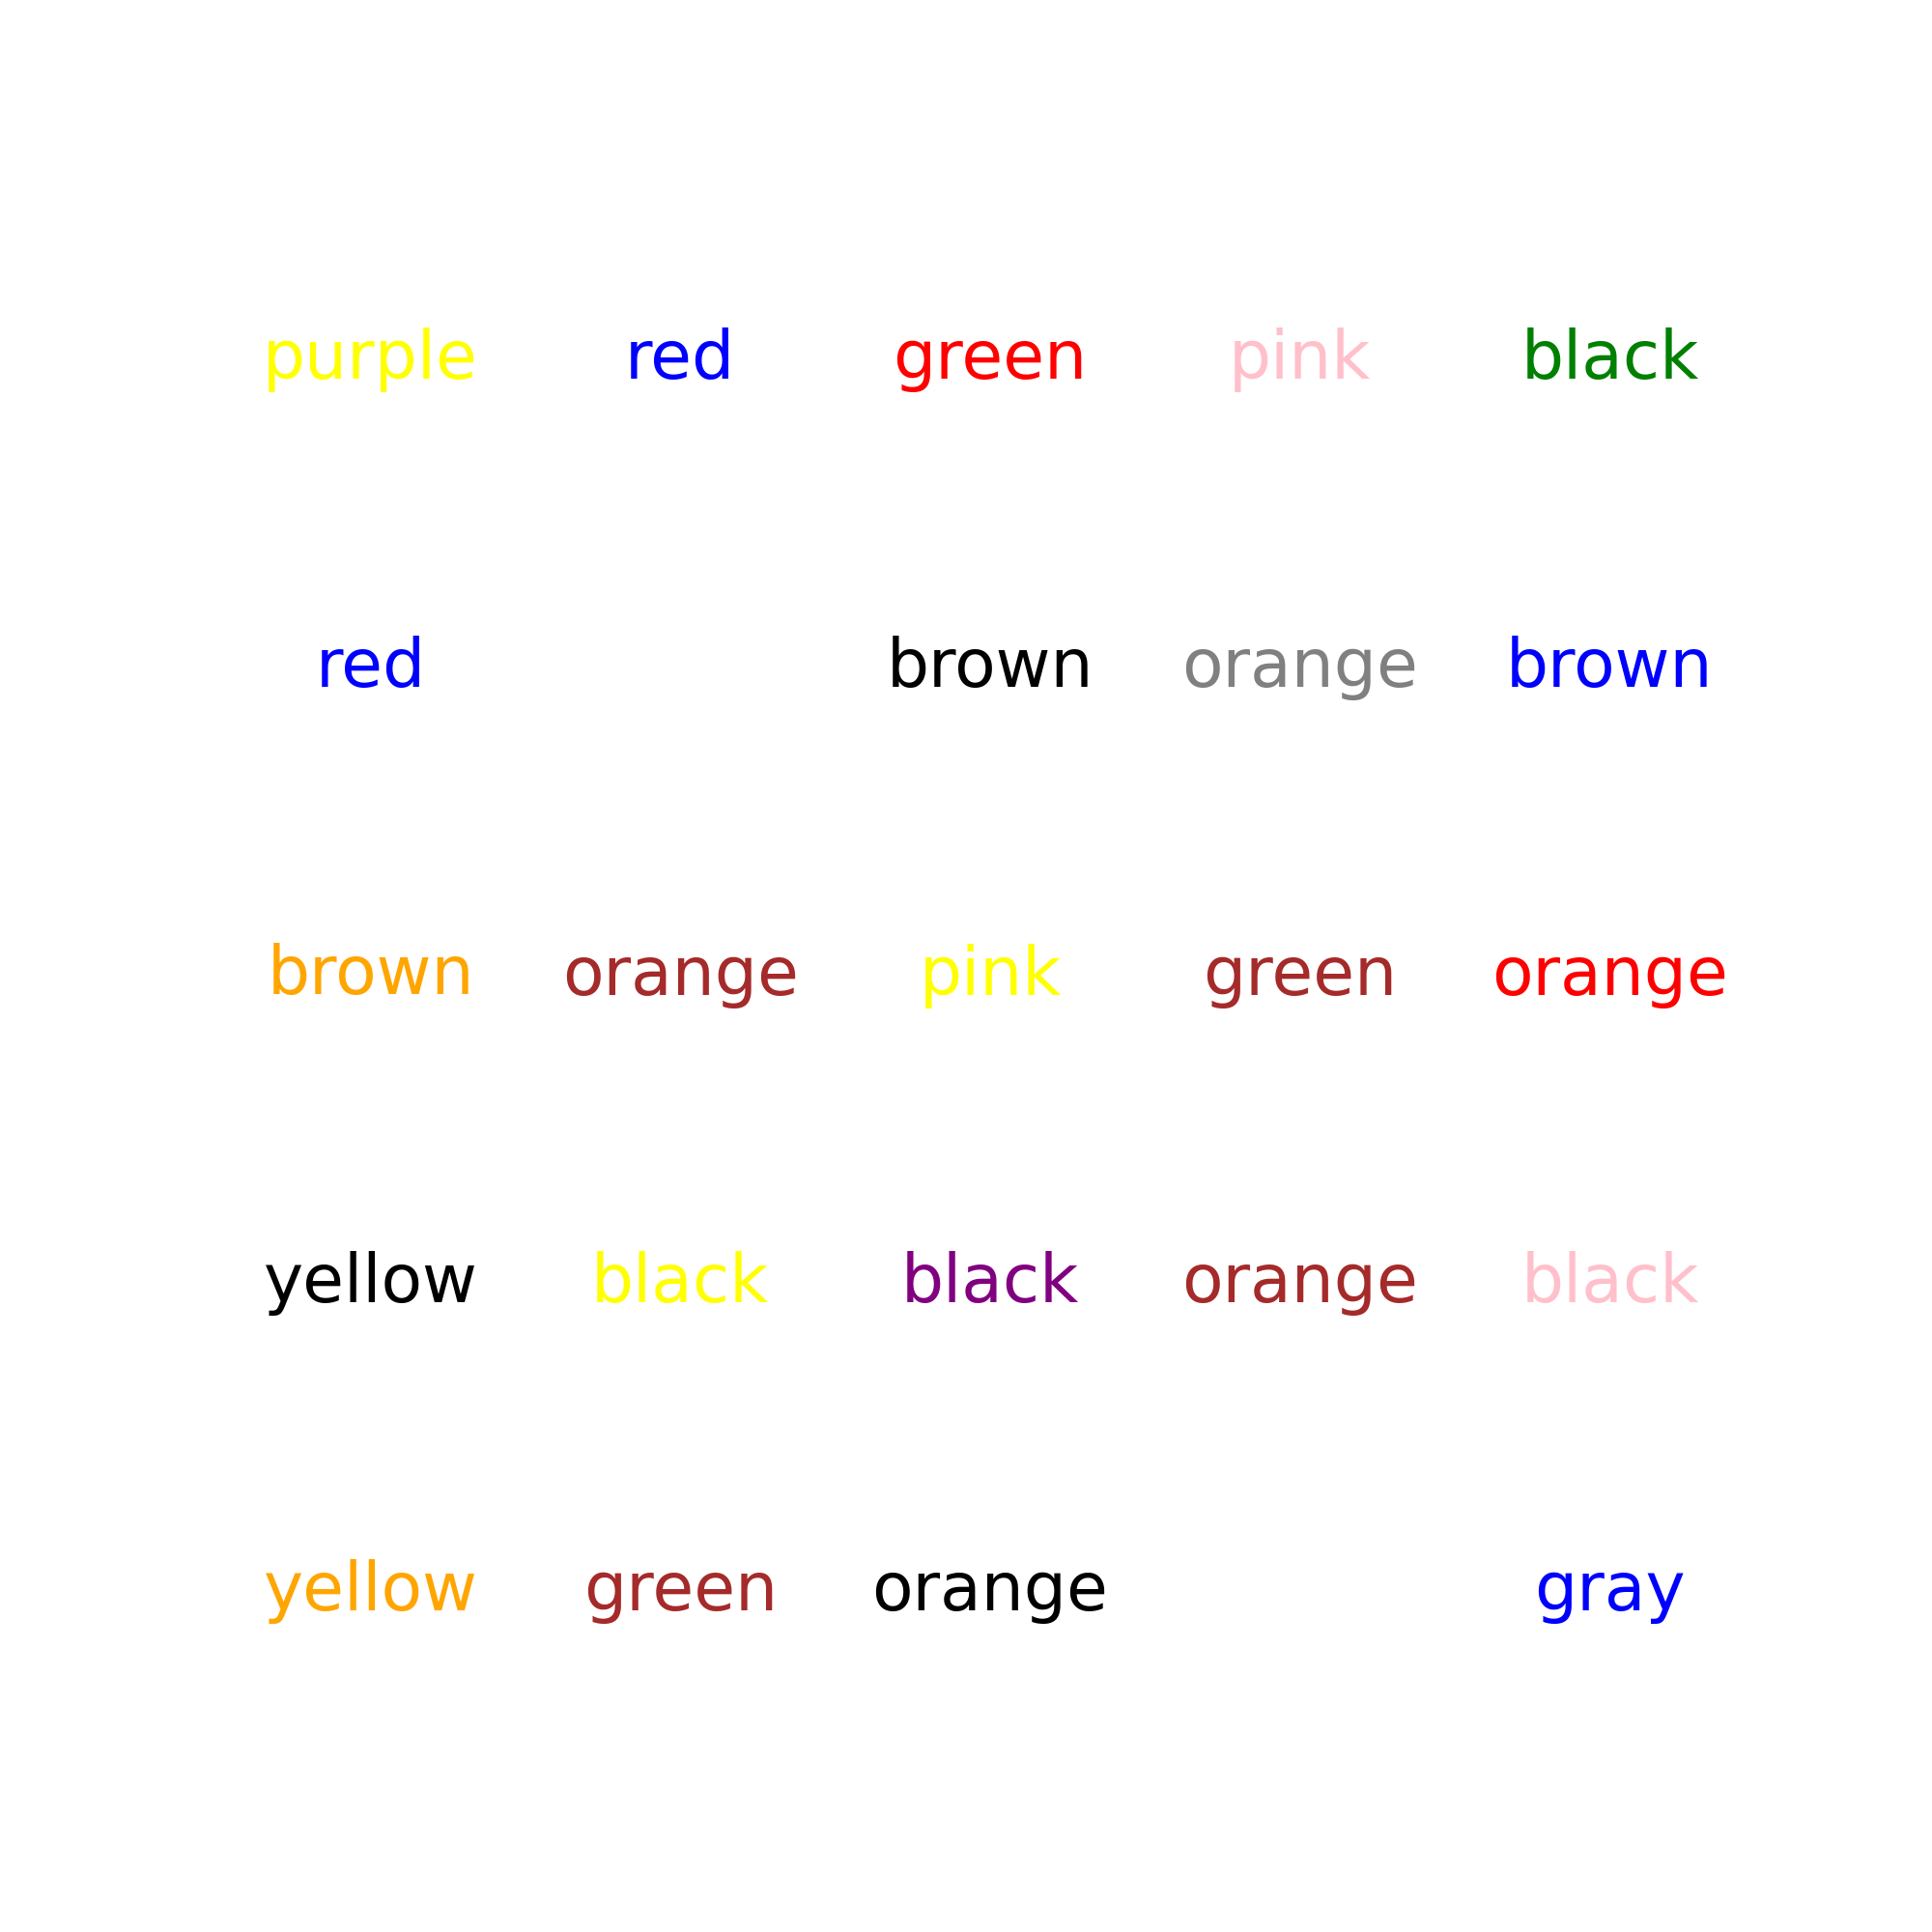 purple red green pink black
red brown orange brown
brown orange pink green orange
yellow black black orange black
yellow green orange gray